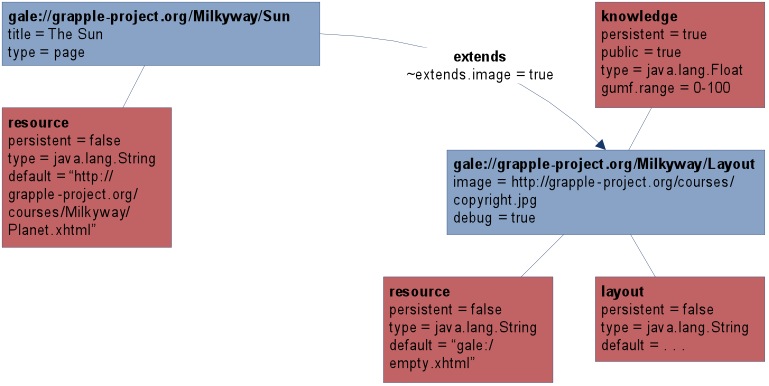 gale://grapple-project.org/Milkyway/Sun
title = The Sun
type = page
extends
~extends.image = true
knowledge
persistent = true
public = true
type = java.lang.Float
gumf.range = 0-100
resource
persistent = false
type = java.lang.String
default = “http://
grapple-project.org/
courses/Milkyway/
Planet.xhtml”
gale://grapple-project.org/Milkyway/Layout
image = http://grapple-project.org/courses/
copyright.jpg
debug = true
resource
persistent = false
type = java.lang.String
default = “gale:/
empty.xhtml”
layout
persistent = false
type = java.lang.String
default = . . .